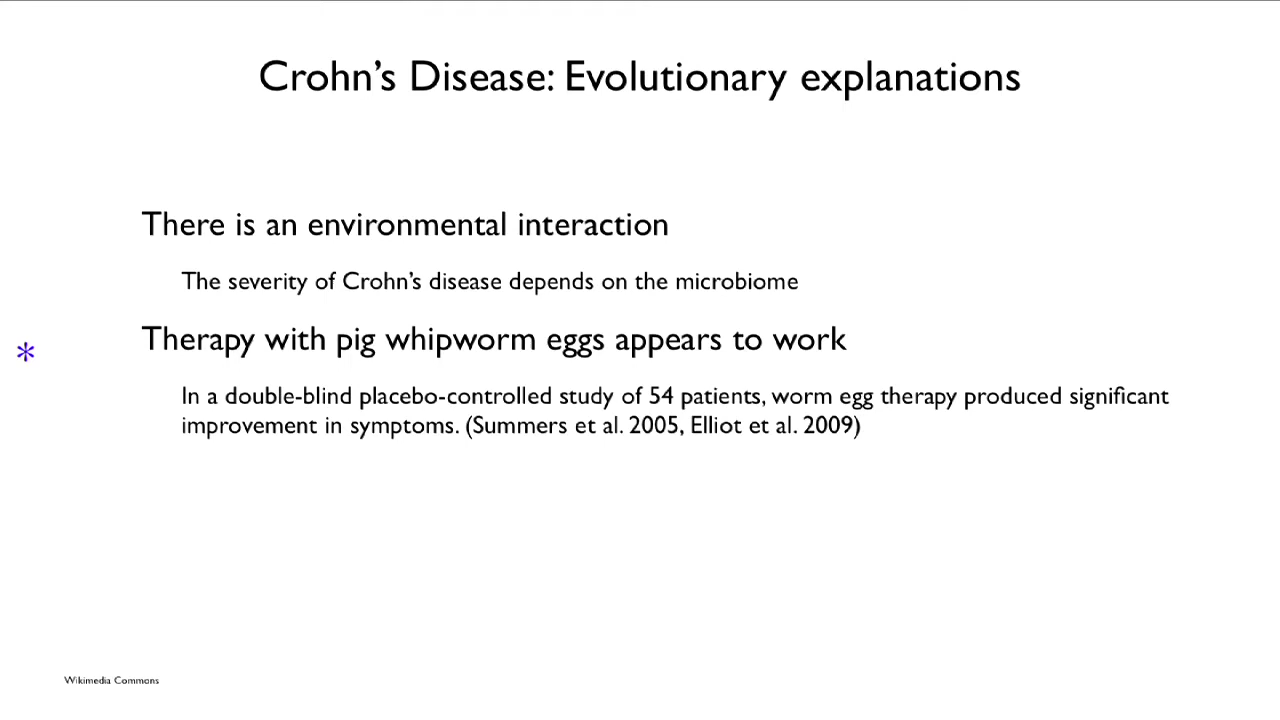 Crohn’s Disease: Evolutionary explanations
There is an environmental interaction
The severity of Crohn’s disease depends on the microbiome
*
Therapy with pig whipworm eggs appears to work
In a double-blind placebo-controlled study of 54 patients, worm egg therapy produced significant
improvement in symptoms. (Summers et al. 2005, Elliot et al. 2009)
Wikimedia Commons